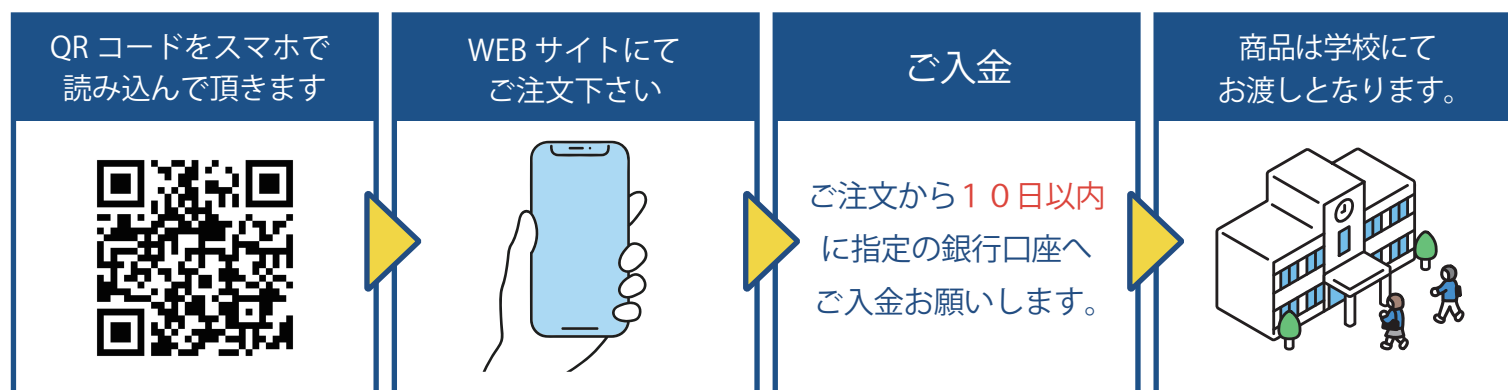 QR コードをスマホで
読み込んで頂きます
WEB サイトにて
ご注文下さい
ご入金
ご注文から１０日以内
に指定の銀行口座へ
ご入金お願いします。
商品は学校にて
お渡しとなります。